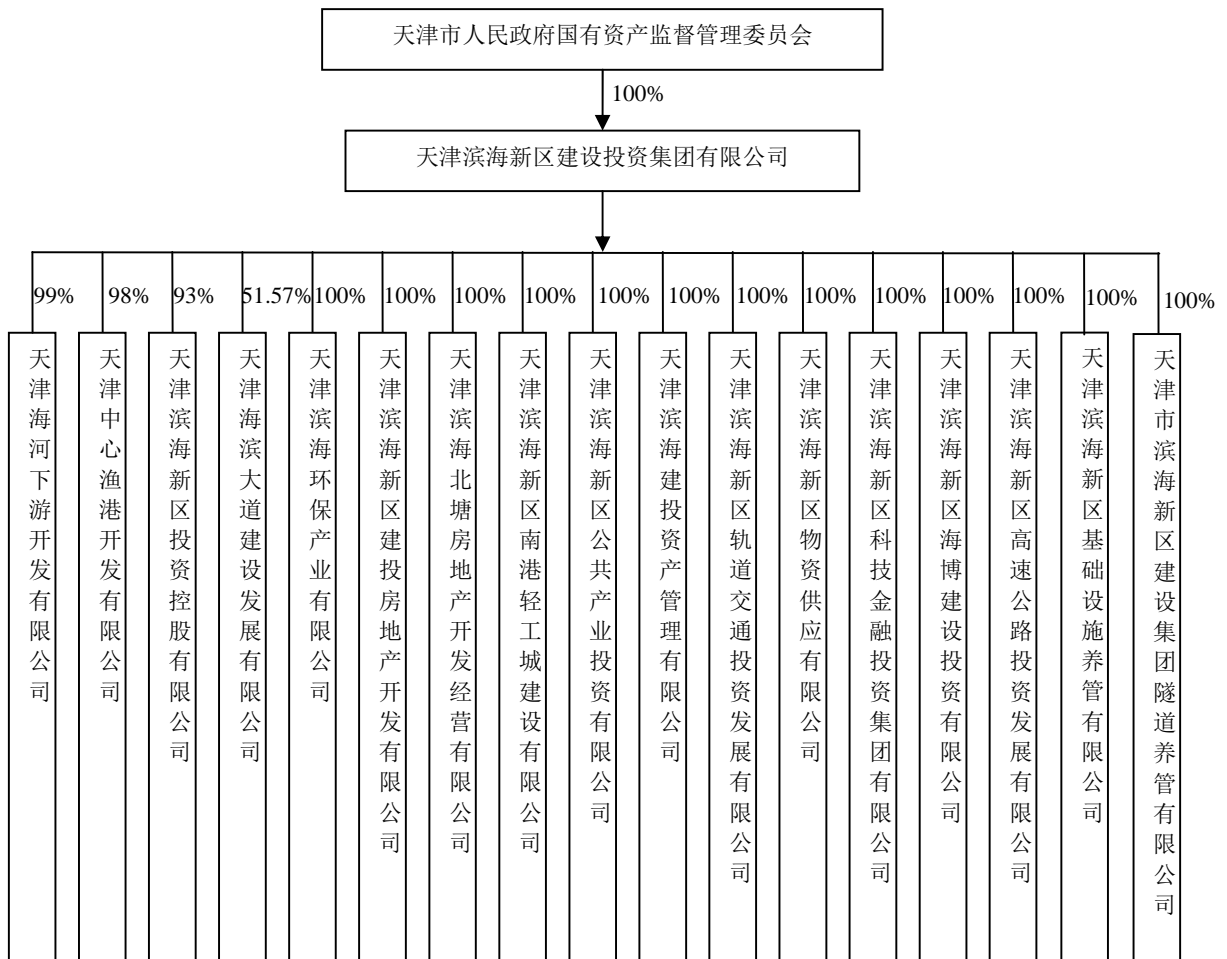 天津市人民政府国有资产监督管理委员会
100%
天津滨海新区建设投资集团有限公司
99%
98%
93%
51.57%
100%
100%
100%
100%
100%
100%
100%
100%
100%
100%
100%
100%
100%
天津海河下游开发有限公司
天津中心渔港开发有限公司
天津滨海新区投资控股有限公司
天津海滨大道建设发展有限公司
天津滨海环保产业有限公司
天津滨海新区建投房地产开发有限公司
天津滨海北塘房地产开发经营有限公司
天津滨海新区南港轻工城建设有限公司
天津滨海新区公共产业投资有限公司
天津滨海建投资产管理有限公司
天津滨海新区轨道交通投资发展有限公司
天津滨海新区物资供应有限公司
天津滨海新区科技金融投资集团有限公司
天津滨海新区海博建设投资有限公司
天津滨海新区高速公路投资发展有限公司
天津滨海新区基础设施养管有限公司
天津市滨海新区建设集团隧道养管有限公司